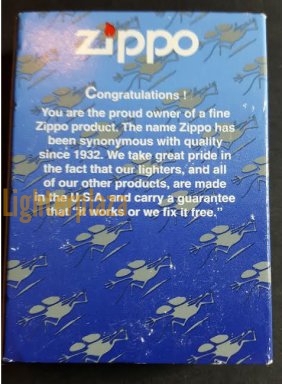 zippo
Congratulations !
You are the proud owner of a fine
Zippo product. The name Zippo has
been synonymous with quality
since 1932. We take great pride in
the fact that our lighters, and all
of our other products, are made
in the U.S.A. and carry a guarantee
that "it works or we fix it free."